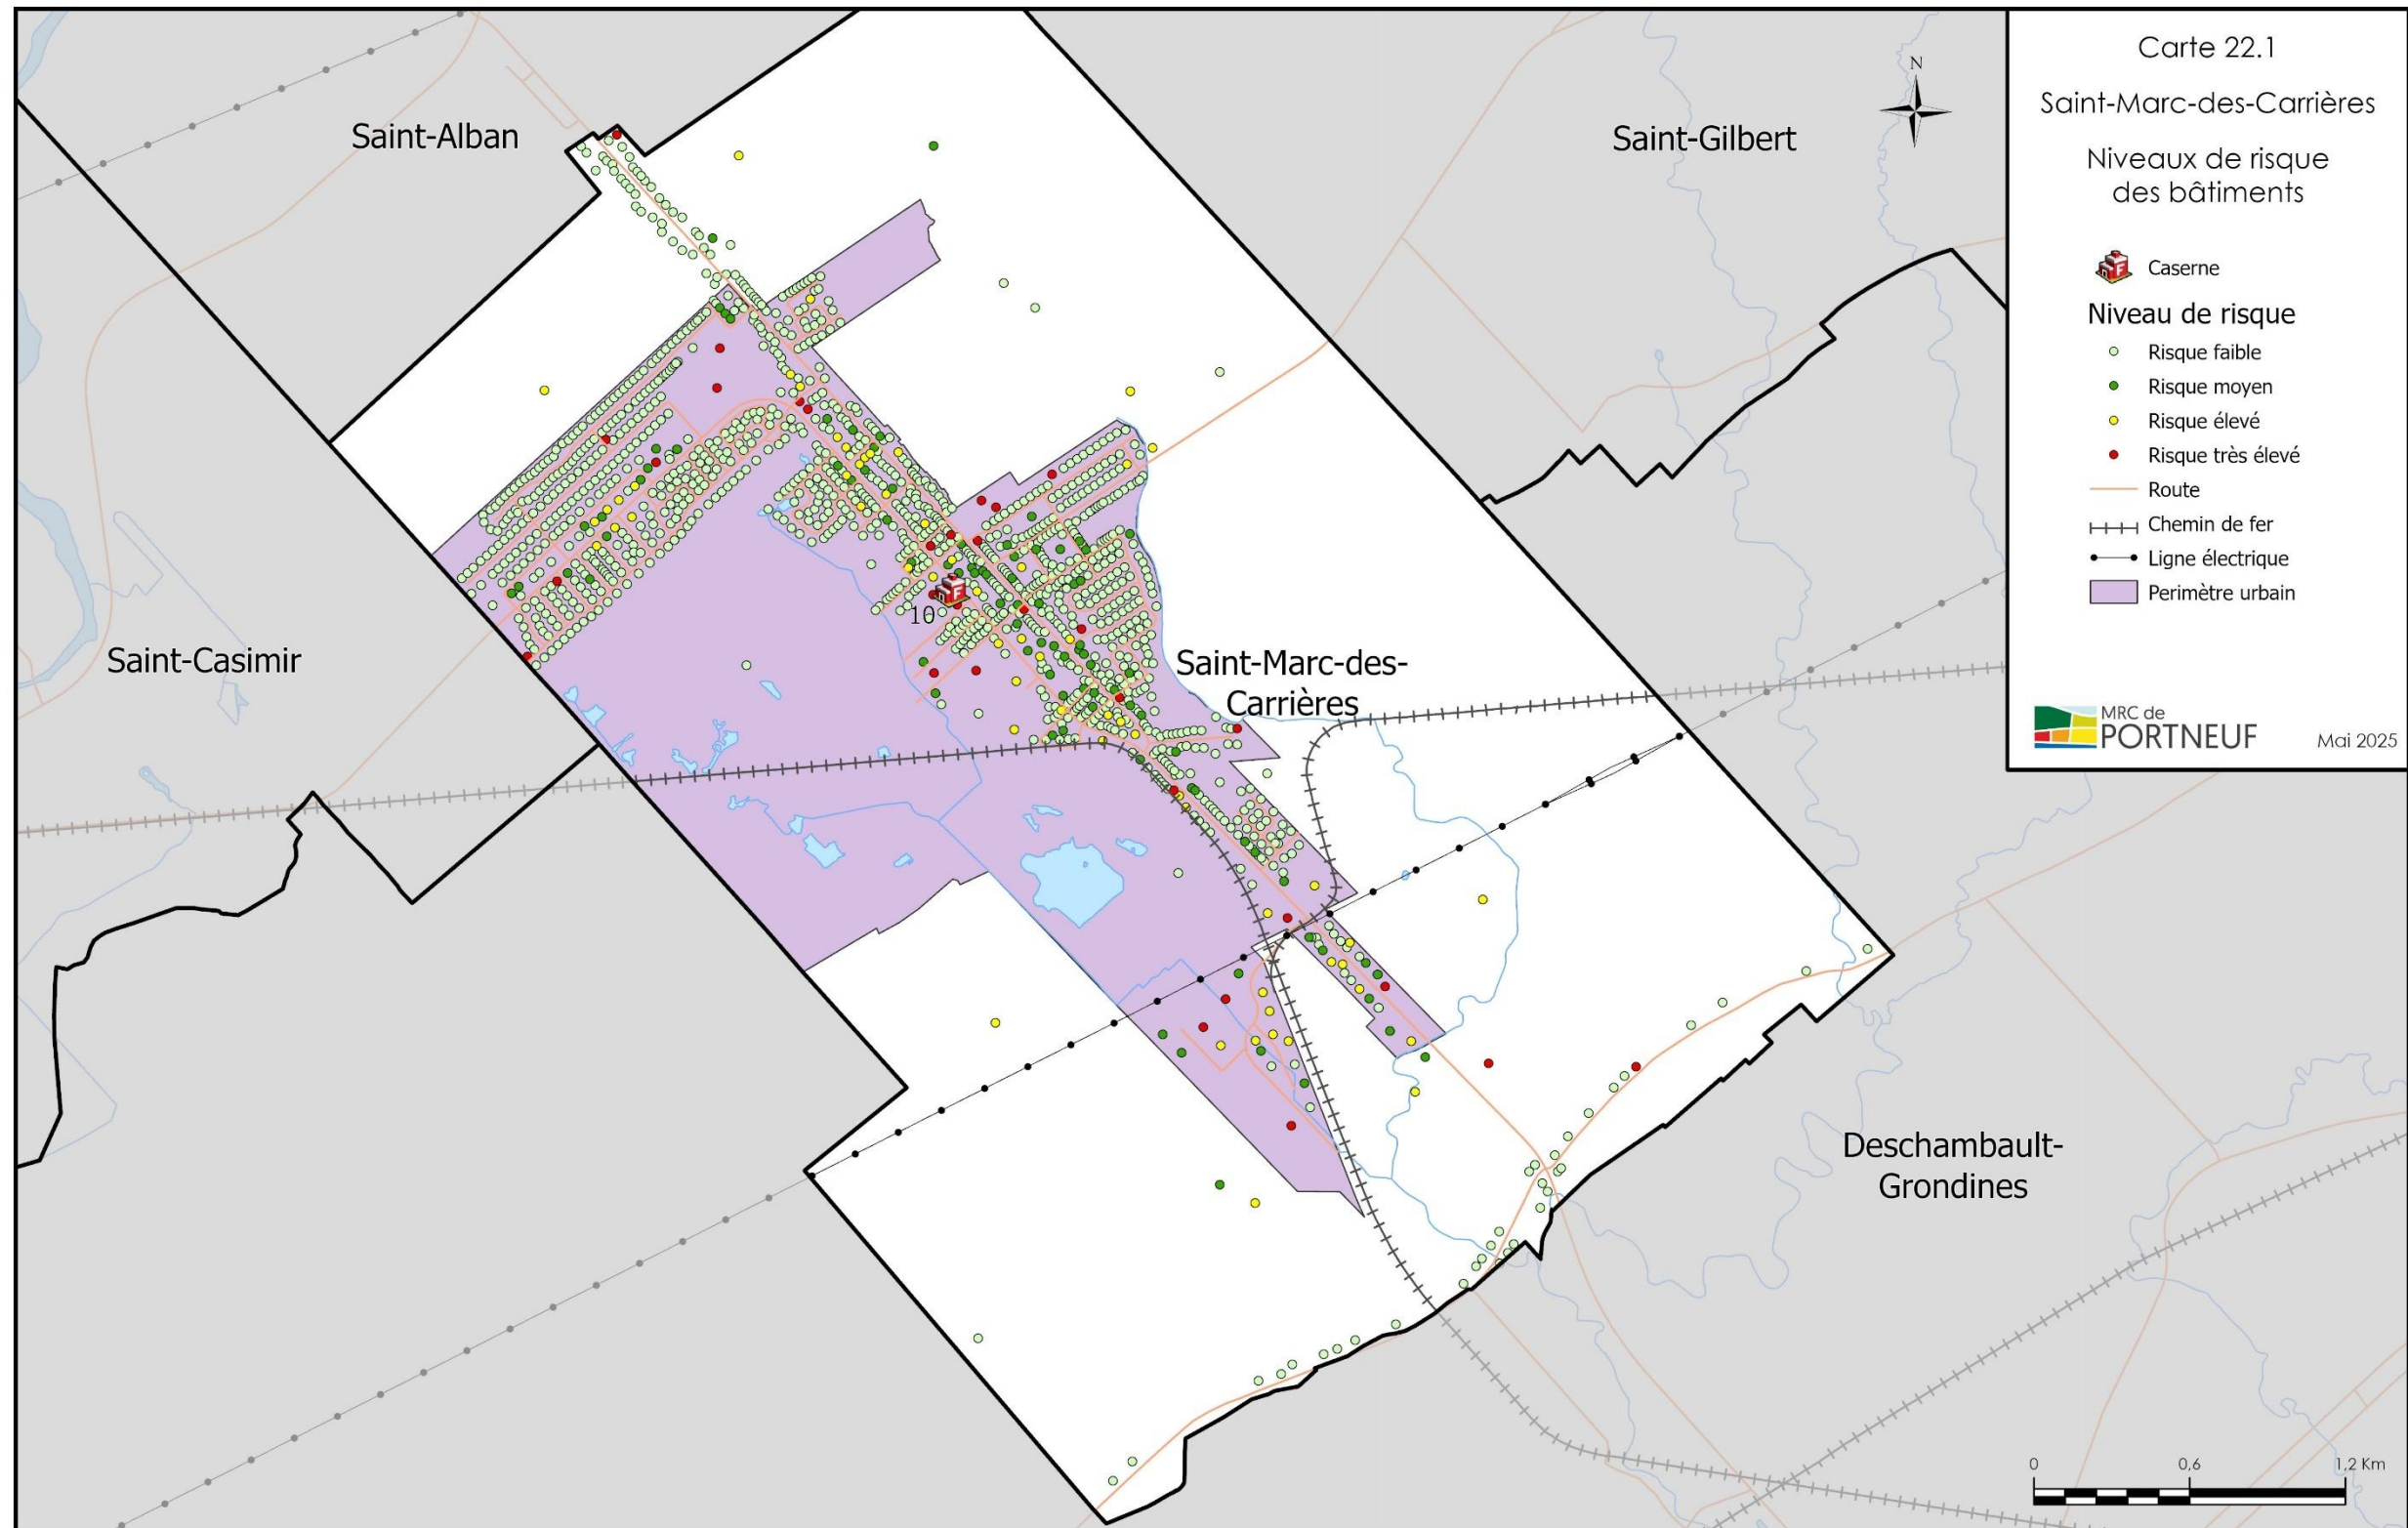 Carte 22.1
Saint-Marc-des-Carrières
Niveaux de risque
des bâtiments
Caserne
Niveau de risque
Risque faible
Risque moyen
Risque élevé
Risque très élevé
Route
Chemin de fer
Ligne électrique
Perimètre urbain
MRC de
PORTNEUF
Mai 2025
N
Saint-Alban
Saint-Gilbert
Saint-Casimir
10
Saint-Marc-des-
Carrières
Deschambault-
Grondines
0 0,6 1,2 Km